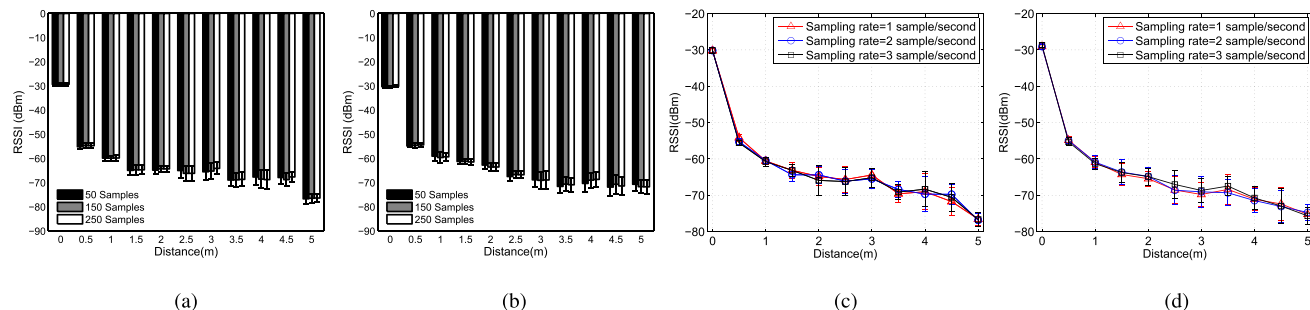 0
−10
−20
−30
−40
−50
−60
−70
−80
−90
RSSI (dBm)
50 Samples
150 Samples
250 Samples
0 0.5 1 1.5 2 2.5 3 3.5 4 4.5 5
Distance(m)
(a)
0
−10
−20
−30
−40
−50
−60
−70
−80
−90
RSSI (dBm)
50 Samples
150 Samples
250 Samples
0 0.5 1 1.5 2 2.5 3 3.5 4 4.5 5
Distance(m)
(b)
Sampling rate=1 sample/second
Sampling rate=2 sample/second
Sampling rate=3 sample/second
−20
−30
−40
−50
−60
−70
−80
RSSI(dBm)
0 1 2 3 4 5
Distance(m)
(c)
Sampling rate=1 sample/second
Sampling rate=2 sample/second
Sampling rate=3 sample/second
−20
−30
−40
−50
−60
−70
−80
RSSI(dBm)
0 1 2 3 4 5
Distance(m)
(d)